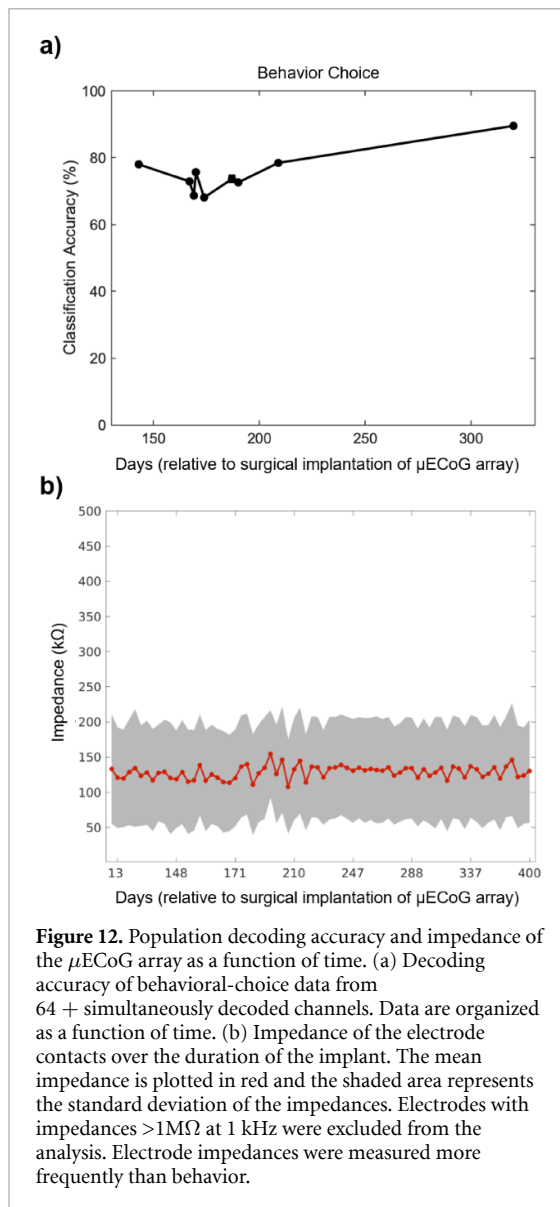 a)
Behavior Choice
100
80
60
40
20
0
Classification Accuracy (%)
150 200 250 300
Days (relative to surgical implantation of µECoG array)
b)
500
450
400
350
300
250
200
150
100
50
Impedance (kΩ)
13 148 171 210 247 288 337 400
Days (relative to surgical implantation of µECoG array)
Figure 12. Population decoding accuracy and impedance of
the µECoG array as a function of time. (a) Decoding
accuracy of behavioral-choice data from
64 + simultaneously decoded channels. Data are organized
as a function of time. (b) Impedance of the electrode
contacts over the duration of the implant. The mean
impedance is plotted in red and the shaded area represents
the standard deviation of the impedances. Electrodes with
impedances >1MΩ at 1 kHz were excluded from the
analysis. Electrode impedances were measured more
frequently than behavior.